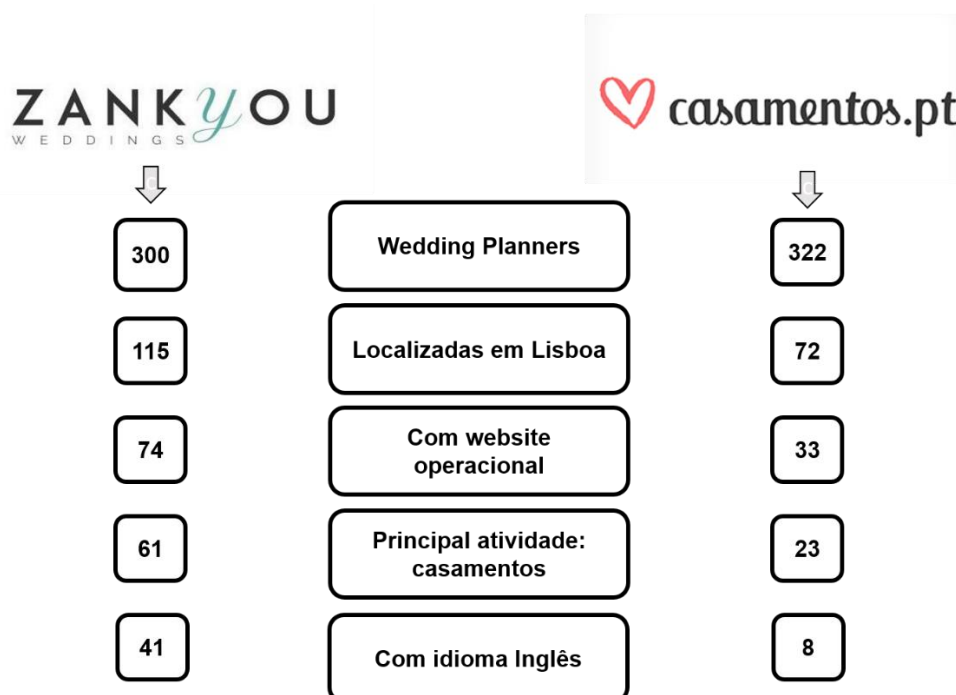 ZANKYOU
WEDDINGS
casamentos.pt
300
Wedding Planners
322
115
Localizadas em Lisboa
72
74
Com website
operacional
33
61
Principal atividade:
casamentos
23
41
Com idioma Inglês
8